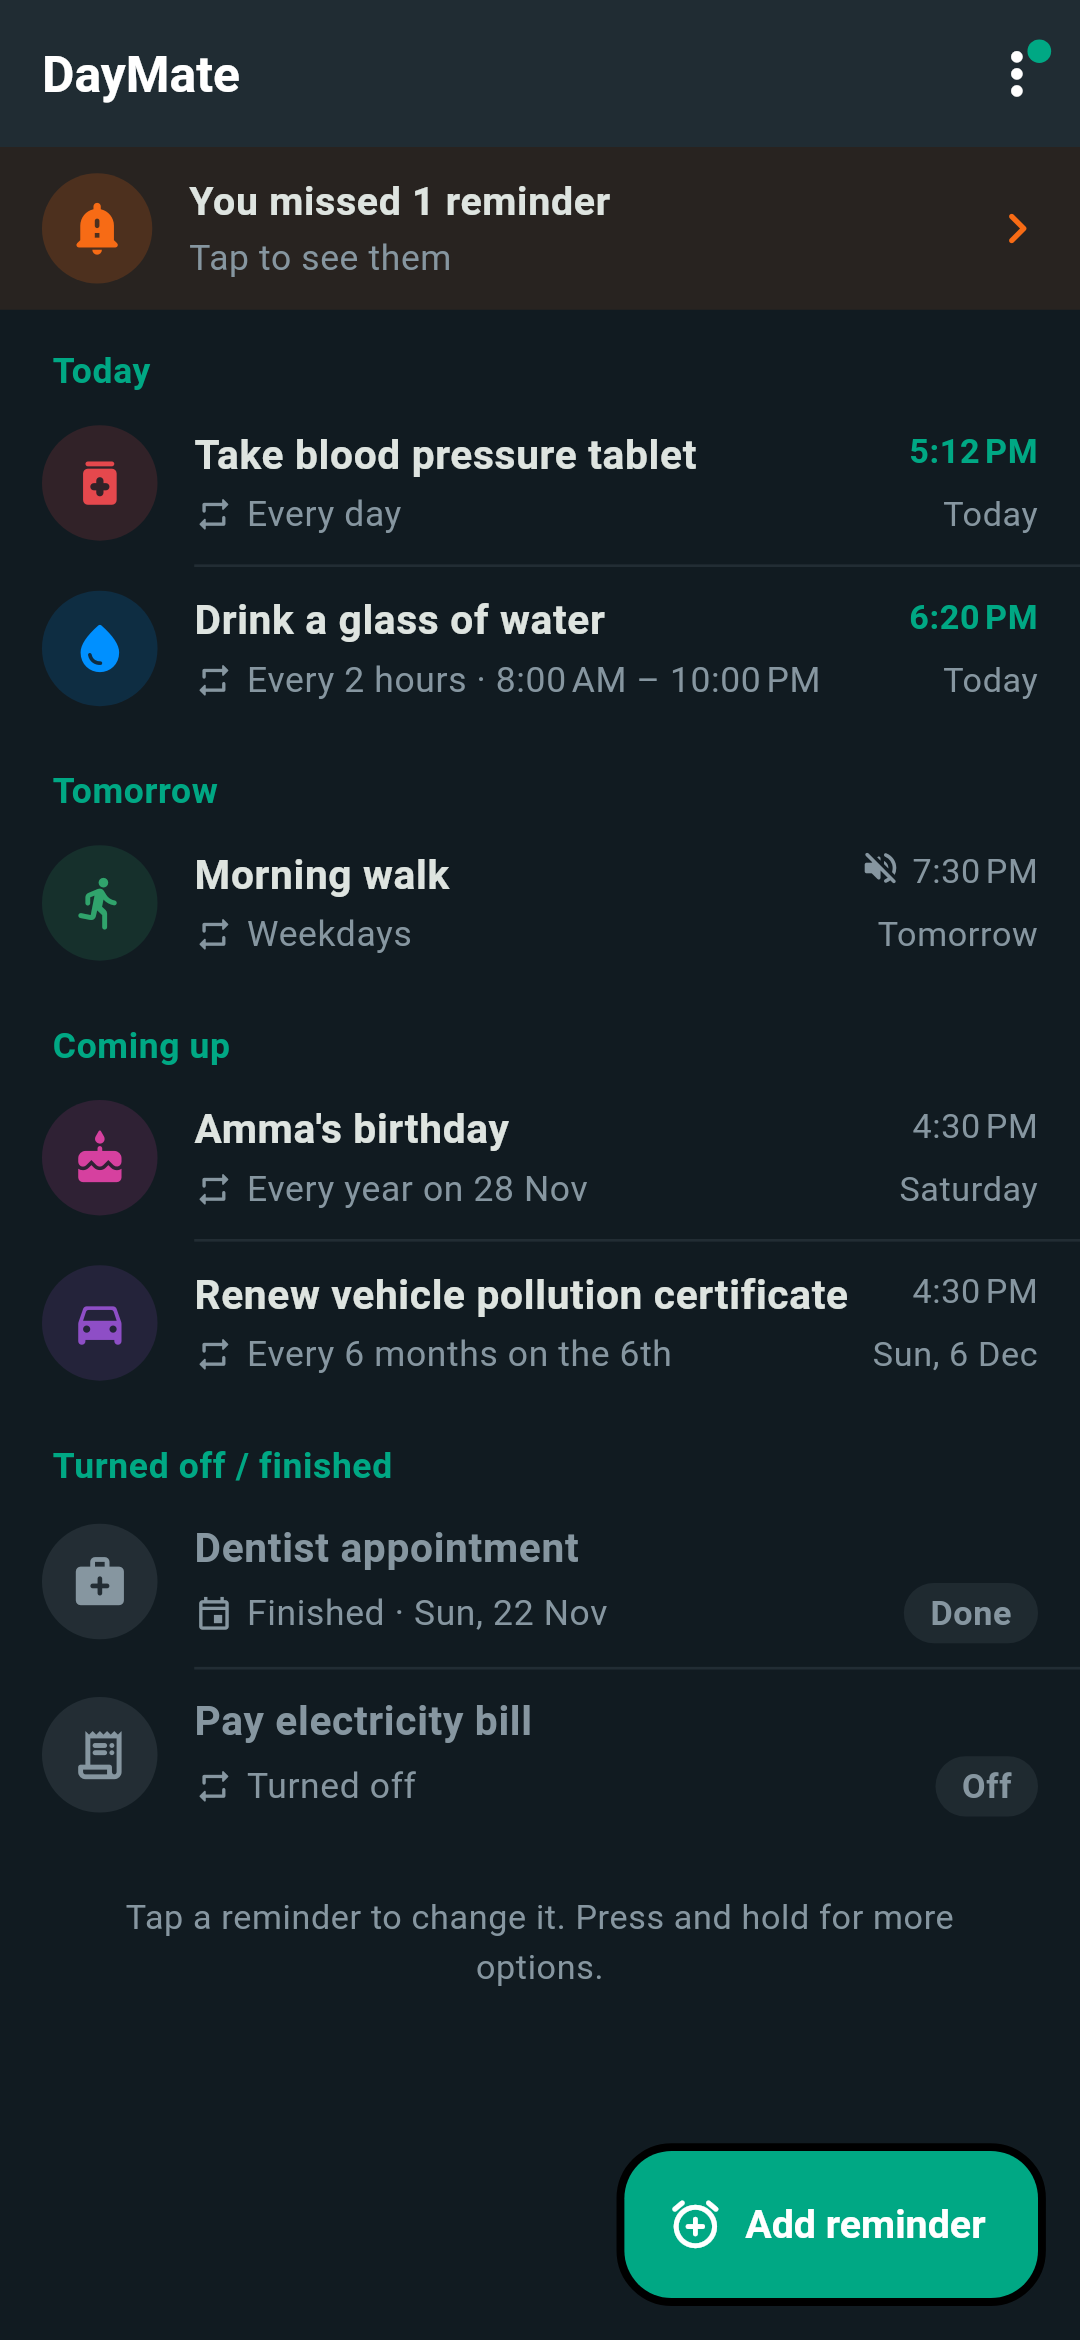 DayMate
You missed 1 reminder
Tap to see them
Today
Take blood pressure tablet
5:12 PM
Every day
Today
Drink a glass of water
6:20 PM
Every 2 hours · 8:00 AM – 10:00 PM
Today
Tomorrow
Morning walk
7:30 PM
Weekdays
Tomorrow
Coming up
Amma's birthday
4:30 PM
Every year on 28 Nov
Saturday
Renew vehicle pollution certificate
4:30 PM
Every 6 months on the 6th
Sun, 6 Dec
Turned off / finished
Dentist appointment
Finished · Sun, 22 Nov
Done
Pay electricity bill
Turned off
Off
Tap a reminder to change it. Press and hold for more
options.
Add reminder